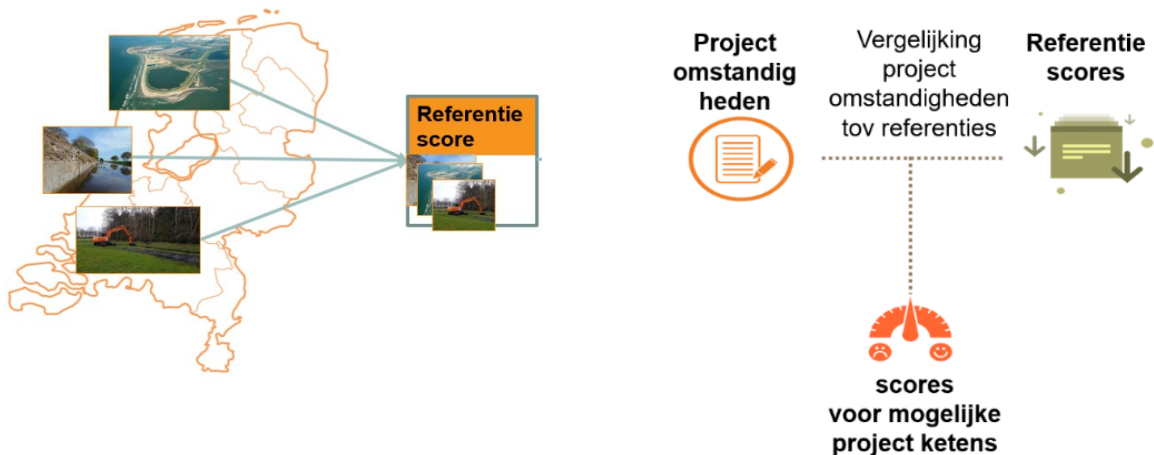 Referentie
score
Project
omstandig
heden
Vergelijking
project
omstandigheden
tov referenties
Referentie
scores
scores
voor mogelijke
project ketens